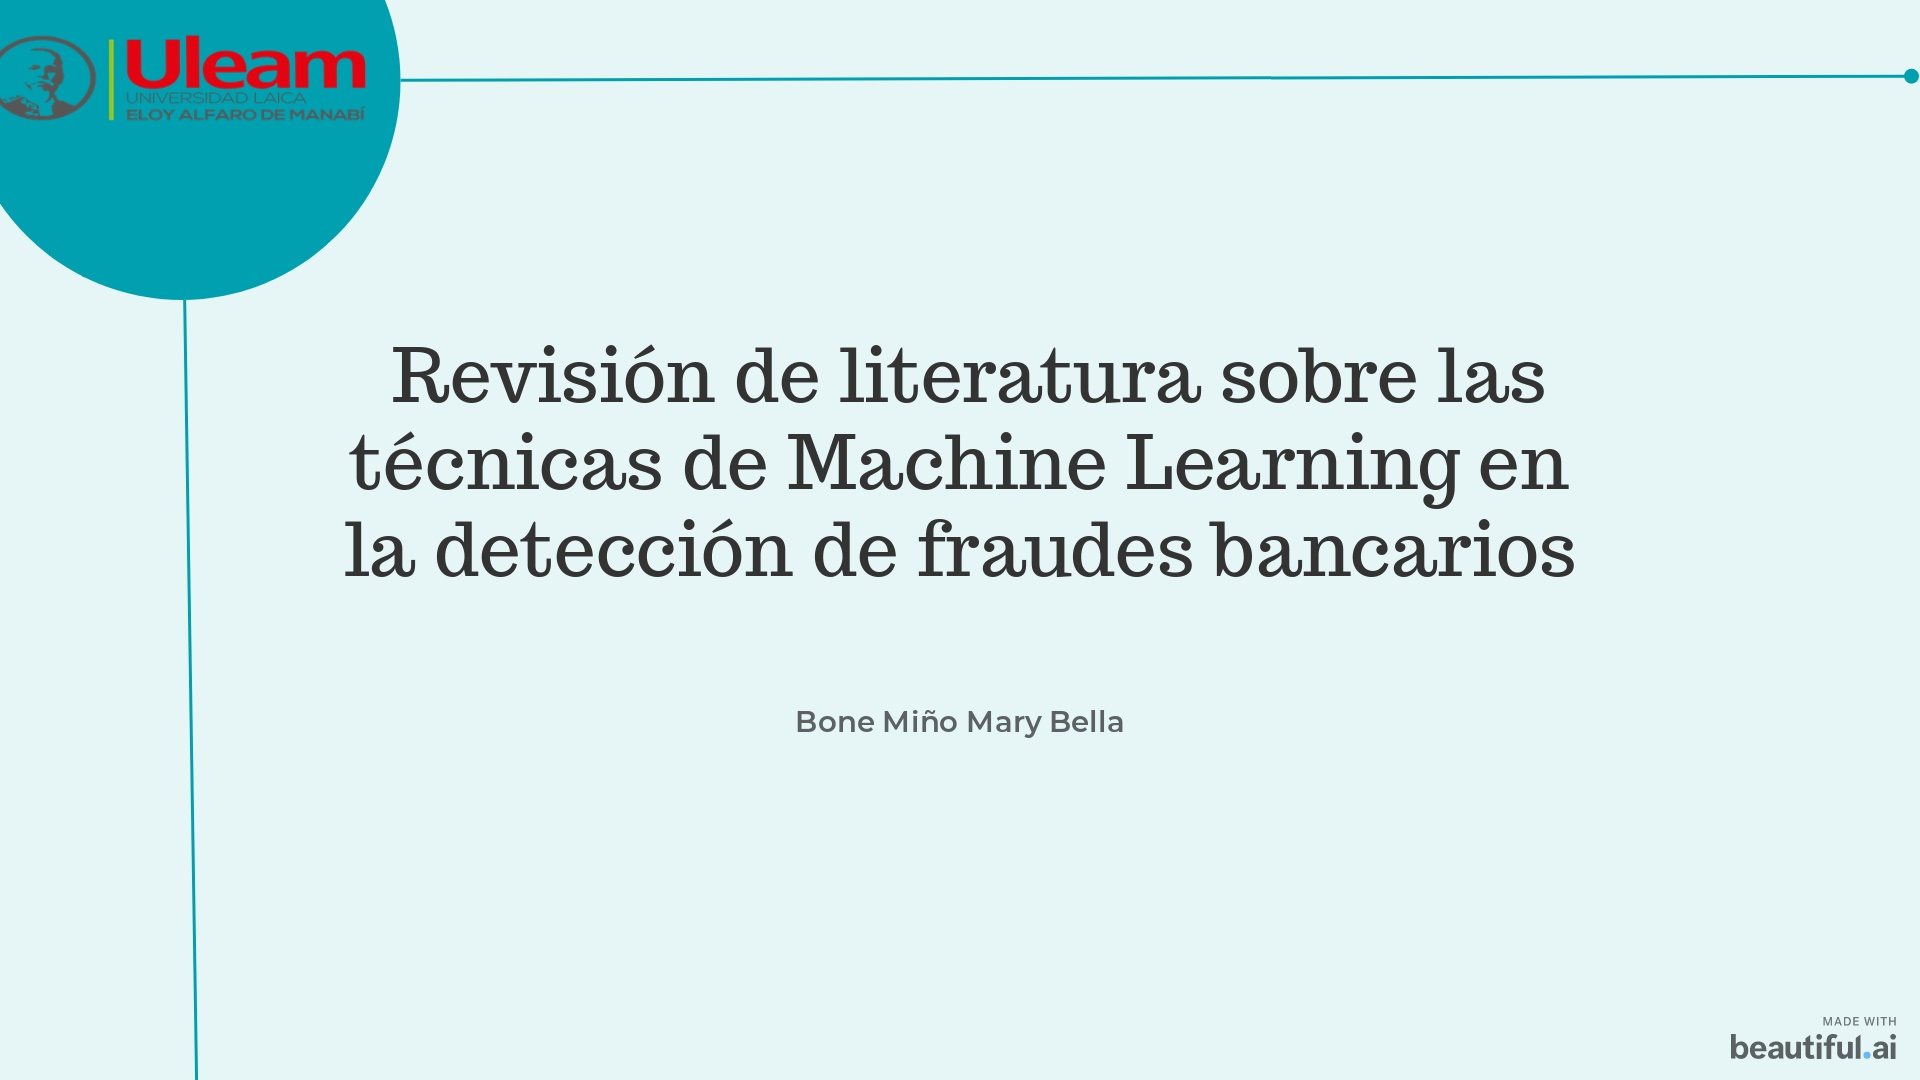 Uleam
UNIVERSIDAD LAICA
ELOY ALFARO DE MANABÍ
Revisión de literatura sobre las
técnicas de Machine Learning en
la detección de fraudes bancarios
Bone Miño Mary Bella
MADE WITH
beautiful.ai